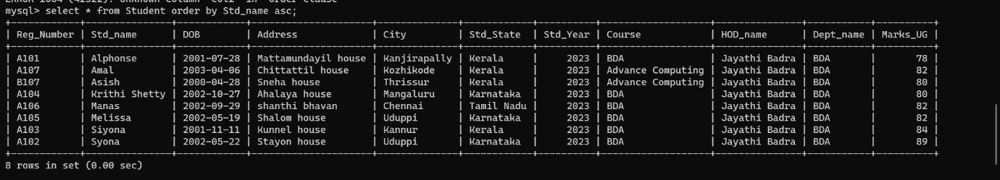 ERROR 1054 (42S22): Unknown column 'col2' in 'order clause'
mysql> select * from Student order by Std_name asc;
+------------+---------------+------------+--------------------+--------------+------------+----------+-------------------+---------------+-----------+----------+
| Reg_Number | Std_name      | DOB        | Address            | City         | Std_State  | Std_Year | Course            | HOD_name      | Dept_name | Marks_UG |
+------------+---------------+------------+--------------------+--------------+------------+----------+-------------------+---------------+-----------+----------+
| A101       | Alphonse      | 2001-07-28 | Mattamundayil house | Kanjirapally | Kerala     |     2023 | BDA               | Jayathi Badra | BDA       |       78 |
| A107       | Amal          | 2003-04-06 | Chittattil house   | Kozhikode    | Kerala     |     2023 | Advance Computing | Jayathi Badra | BDA       |       82 |
| B107       | Asish         | 2000-04-28 | Sneha house        | Thrissur     | Kerala     |     2023 | Advance Computing | Jayathi Badra | BDA       |       80 |
| A104       | Krithi Shetty | 2002-10-27 | Ahalaya house      | Mangaluru    | Karnataka  |     2023 | BDA               | Jayathi Badra | BDA       |       80 |
| A106       | Manas         | 2002-09-29 | shanthi bhavan     | Chennai      | Tamil Nadu |     2023 | BDA               | Jayathi Badra | BDA       |       82 |
| A105       | Melissa       | 2002-05-19 | Shalom house       | Uduppi       | Karnataka  |     2023 | BDA               | Jayathi Badra | BDA       |       82 |
| A103       | Siyona        | 2001-11-11 | Kunnel house       | Kannur       | Kerala     |     2023 | BDA               | Jayathi Badra | BDA       |       84 |
| A102       | Syona         | 2002-05-22 | Stayon house       | Uduppi       | Karnataka  |     2023 | BDA               | Jayathi Badra | BDA       |       89 |
+------------+---------------+------------+--------------------+--------------+------------+----------+-------------------+---------------+-----------+----------+
8 rows in set (0.00 sec)